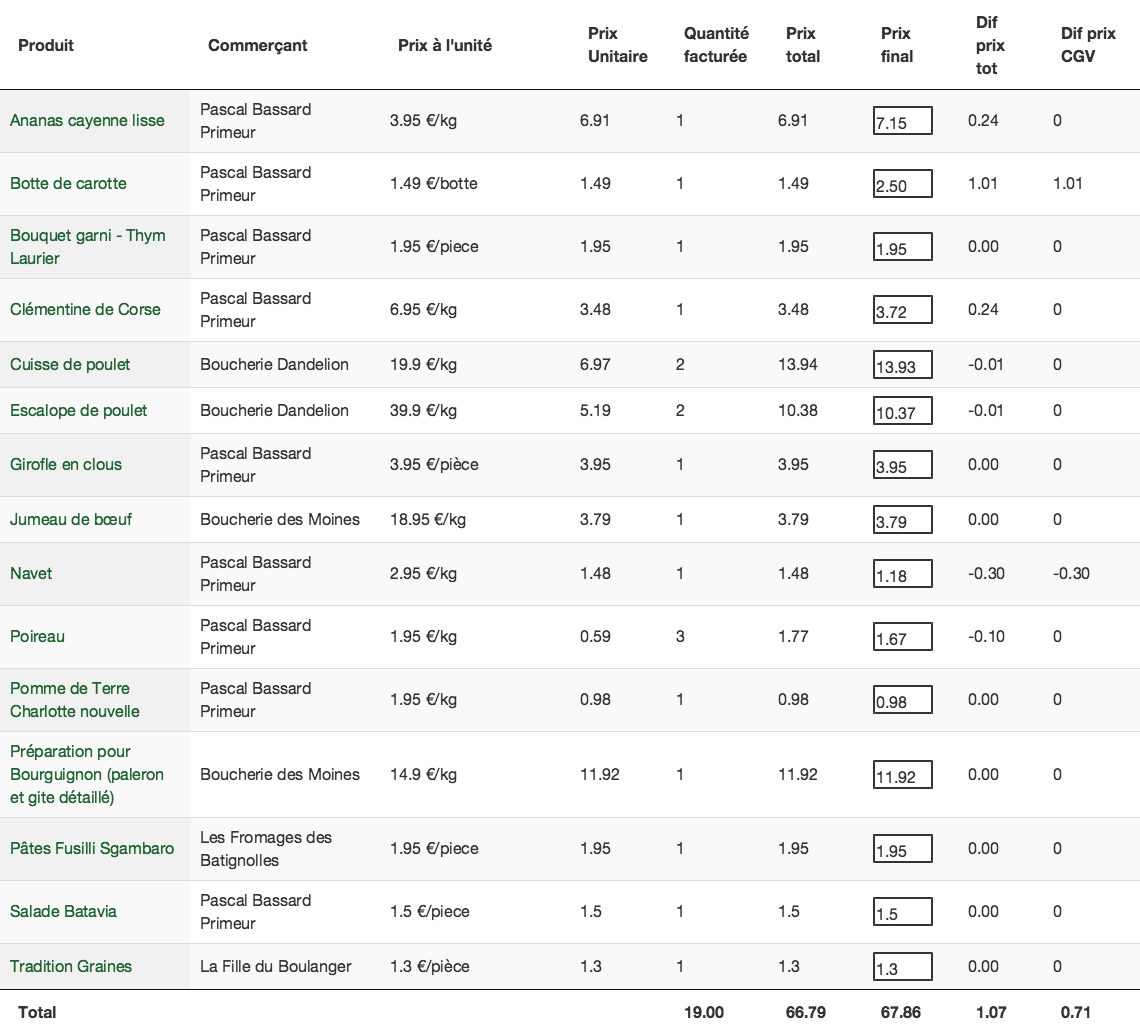 Produit Commerçant Prix à l'unité Prix Unitaire Quantité facturée Prix total Prix final Dif prix tot Dif prix CGV
Ananas cayenne lisse Pascal Bassard Primeur 3.95 €/kg 6.91 1 6.91 7.15 0.24 0
Botte de carotte Pascal Bassard Primeur 1.49 €/botte 1.49 1 1.49 2.50 1.01 1.01
Bouquet garni - Thym Laurier Pascal Bassard Primeur 1.95 €/piece 1.95 1 1.95 1.95 0.00 0
Clémentine de Corse Pascal Bassard Primeur 6.95 €/kg 3.48 1 3.48 3.72 0.24 0
Cuisse de poulet Boucherie Dandelion 19.9 €/kg 6.97 2 13.94 13.93 -0.01 0
Escalope de poulet Boucherie Dandelion 39.9 €/kg 5.19 2 10.38 10.37 -0.01 0
Girofle en clous Pascal Bassard Primeur 3.95 €/pièce 3.95 1 3.95 3.95 0.00 0
Jumeau de bœuf Boucherie des Moines 18.95 €/kg 3.79 1 3.79 3.79 0.00 0
Navet Pascal Bassard Primeur 2.95 €/kg 1.48 1 1.48 1.18 -0.30 -0.30
Poireau Pascal Bassard Primeur 1.95 €/kg 0.59 3 1.77 1.67 -0.10 0
Pomme de Terre Charlotte nouvelle Pascal Bassard Primeur 1.95 €/kg 0.98 1 0.98 0.98 0.00 0
Préparation pour Bourguignon (paleron et gite détaillé) Boucherie des Moines 14.9 €/kg 11.92 1 11.92 11.92 0.00 0
Pâtes Fusilli Sgambaro Les Fromages des Batignolles 1.95 €/piece 1.95 1 1.95 1.95 0.00 0
Salade Batavia Pascal Bassard Primeur 1.5 €/piece 1.5 1 1.5 1.5 0.00 0
Tradition Graines La Fille du Boulanger 1.3 €/pièce 1.3 1 1.3 1.3 0.00 0
Total 19.00 66.79 67.86 1.07 0.71